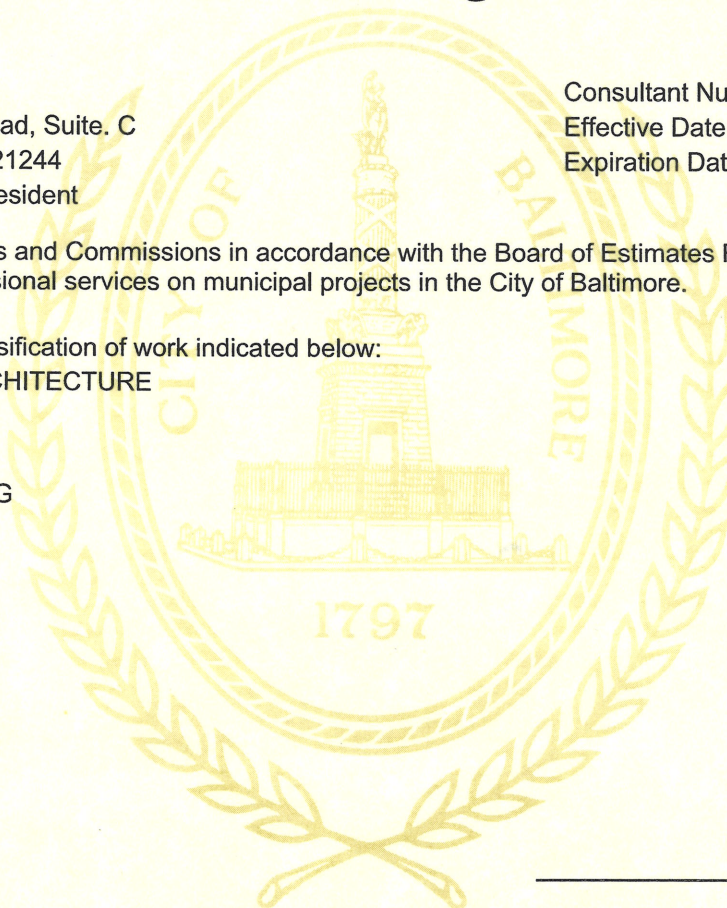 ad, Suite. C
21244
esident
Consultant Nu
Effective Date
Expiration Dat
s and Commissions in accordance with the Board of Estimates
sional services on municipal projects in the City of Baltimore.
sification of work indicated below:
CHITECTURE
G
CITY OF BALTIMORE
1797